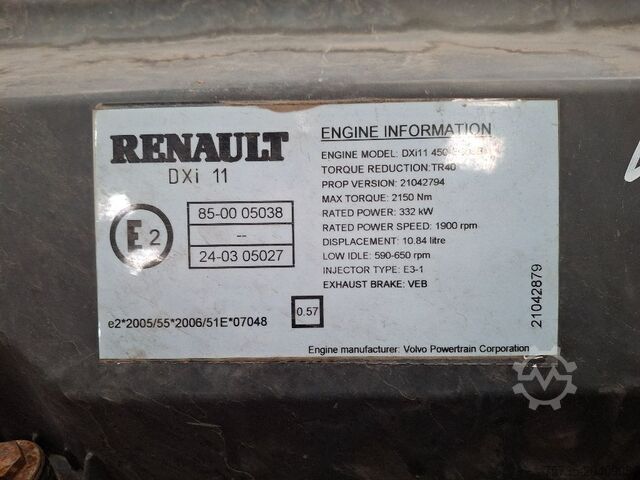 RENAULT
DXi 11
E2
85-00 05038
--
24-03 05027
e2*2005/55*2006/51E*07048
0.57
ENGINE INFORMATION
ENGINE MODEL: DXi11 450
TORQUE REDUCTION: TR40
PROP VERSION: 21042794
MAX TORQUE: 2150 Nm
RATED POWER: 332 kW
RATED POWER SPEED: 1900 rpm
DISPLACEMENT: 10.84 litre
LOW IDLE: 590-650 rpm
INJECTOR TYPE: E3-1
EXHAUST BRAKE: VEB
21042879
Engine manufacturer: Volvo Powertrain Corporation